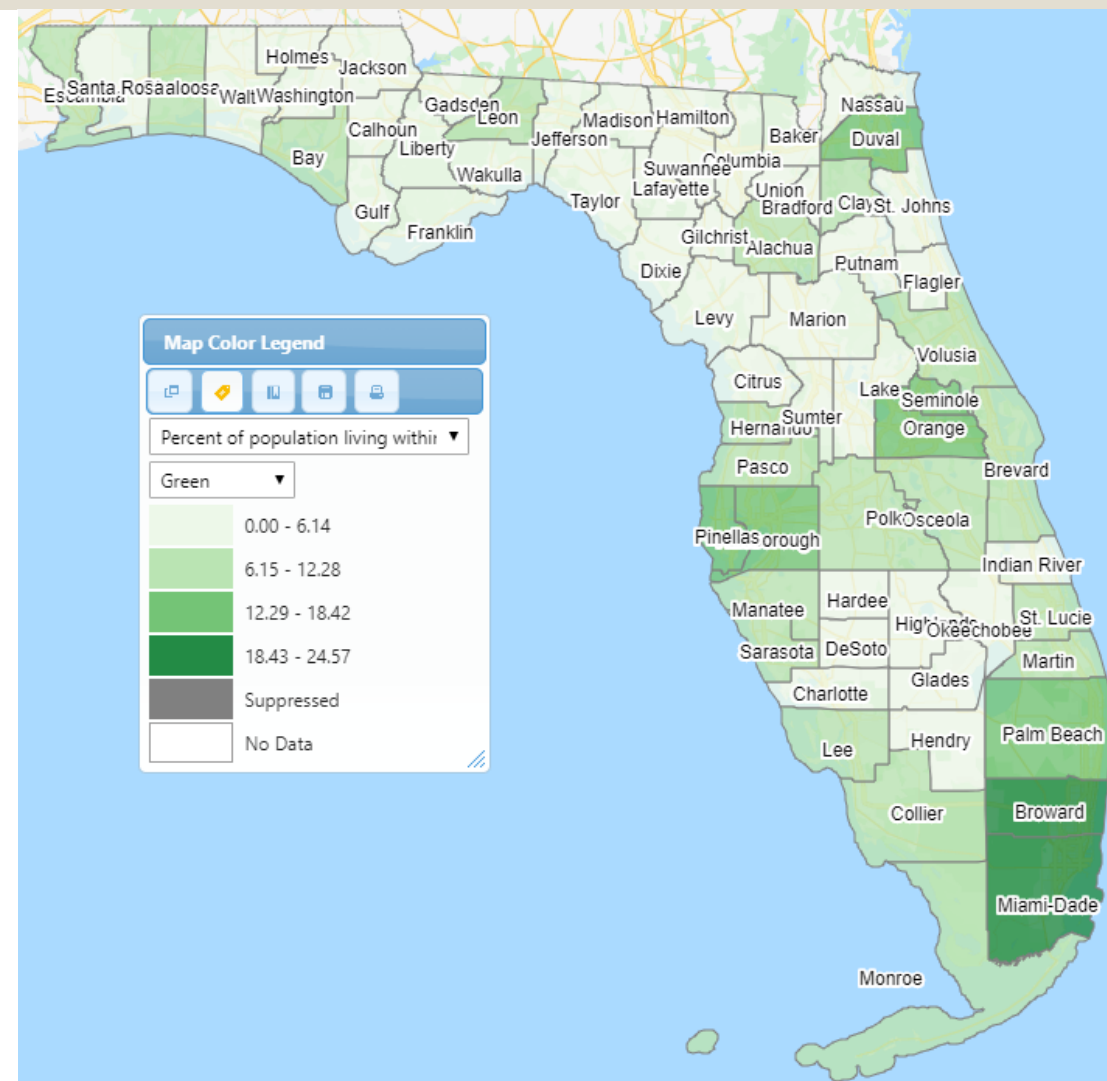 Holmes
Jackson
Santa Rosa
Walt
Washington
Gadsden
Leon
Madison
Hamilton
Nassau
Calhoun
Jefferson
Baker
Duval
Bay
Liberty
Columbia
Wakulla
Suwannee
Lafayette
Union
Taylor
Bradford
Clay
St. Johns
Gulf
Franklin
Gilchrist
Alachua
Dixie
Putnam
Flagler
Levy
Marion
Map Color Legend
Volusia
Citrus
Lake
Seminole
Sumter
Hernando
Orange
Percent of population living within
Pasco
Brevard
Green
0.00 - 6.14
Polk
Osceola
Pinellas
orough
6.15 - 12.28
Indian River
12.29 - 18.42
Manatee
Hardee
St. Lucie
Okeechobee
18.43 - 24.57
Sarasota
DeSoto
Martin
Glades
Suppressed
Charlotte
Palm Beach
No Data
Lee
Hendry
Collier
Broward
Miami-Dade
Monroe